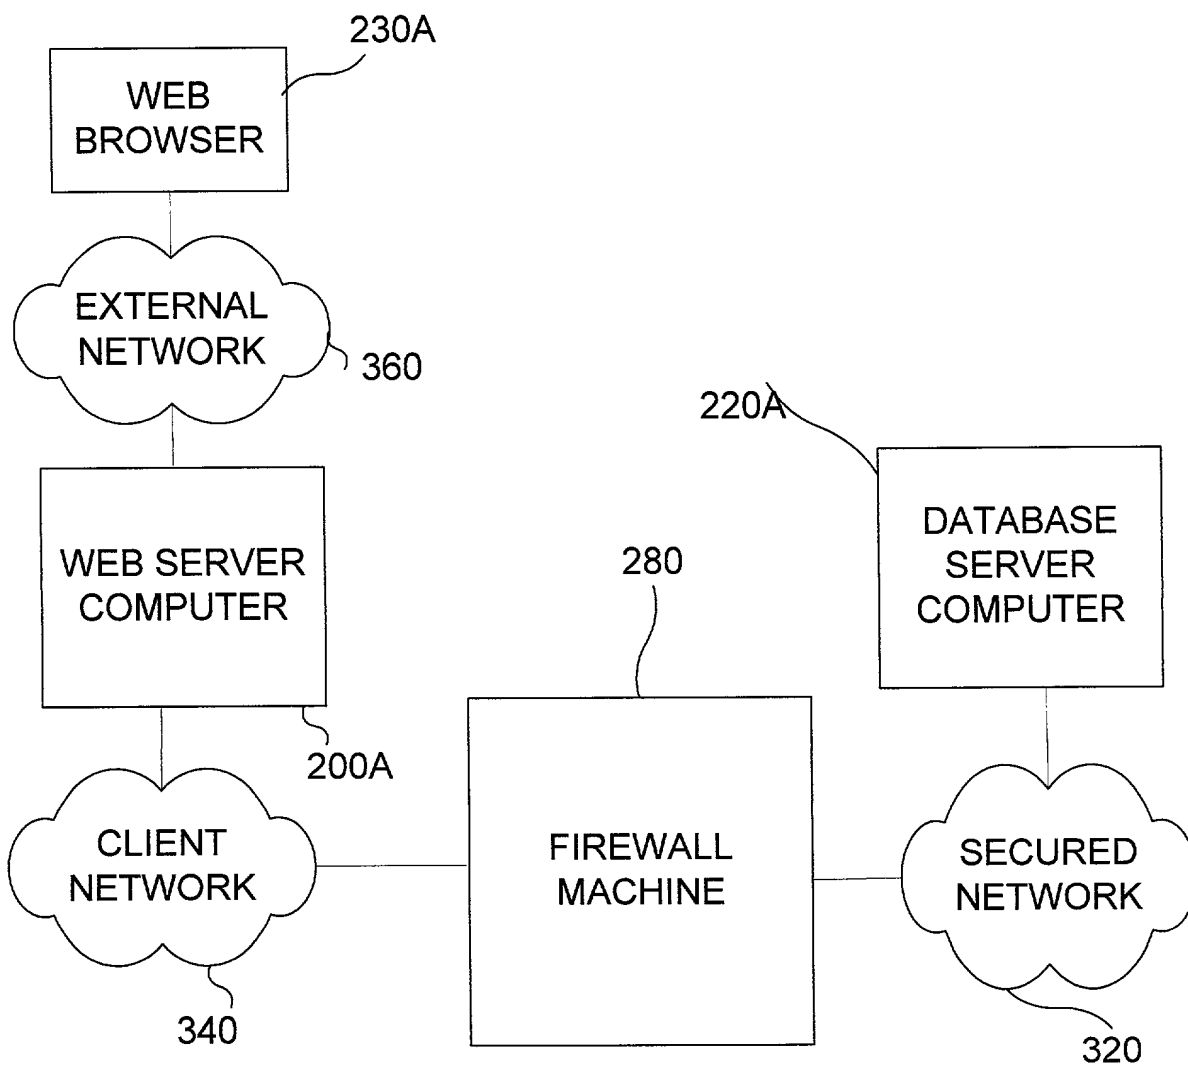 230A
WEB
BROWSER
EXTERNAL
NETWORK
360
220A
WEB SERVER
COMPUTER
200A
DATABASE
SERVER
COMPUTER
280
CLIENT
NETWORK
340
FIREWALL
MACHINE
SECURED
NETWORK
320